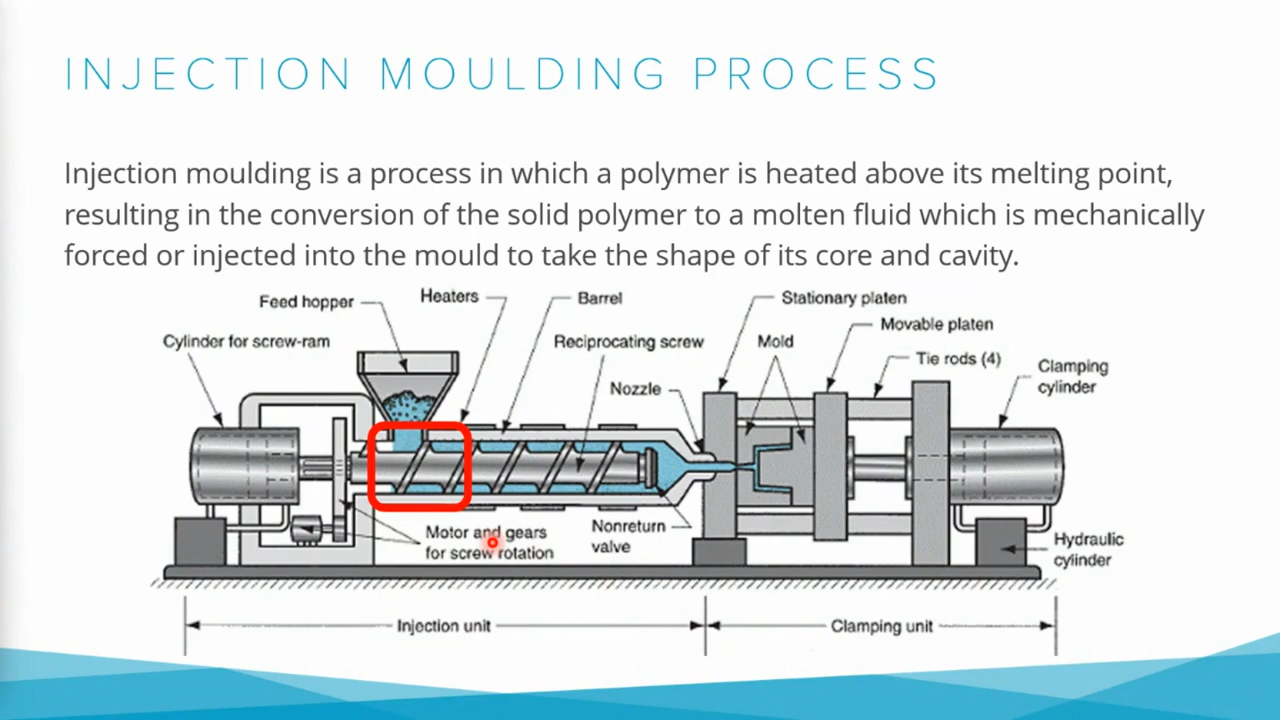 INJECTION MOULDING PROCESS
Injection moulding is a process in which a polymer is heated above its melting point,
resulting in the conversion of the solid polymer to a molten fluid which is mechanically
forced or injected into the mould to take the shape of its core and cavity.
Feed hopper
Heaters
Barrel
Stationary platen
Movable platen
Cylinder for screw-ram
Reciprocating screw
Mold
Tie rods (4)
Clamping
cylinder
Nozzle
Motor and gears
for screw rotation
Nonreturn
valve
Hydraulic
cylinder
Injection unit
Clamping unit